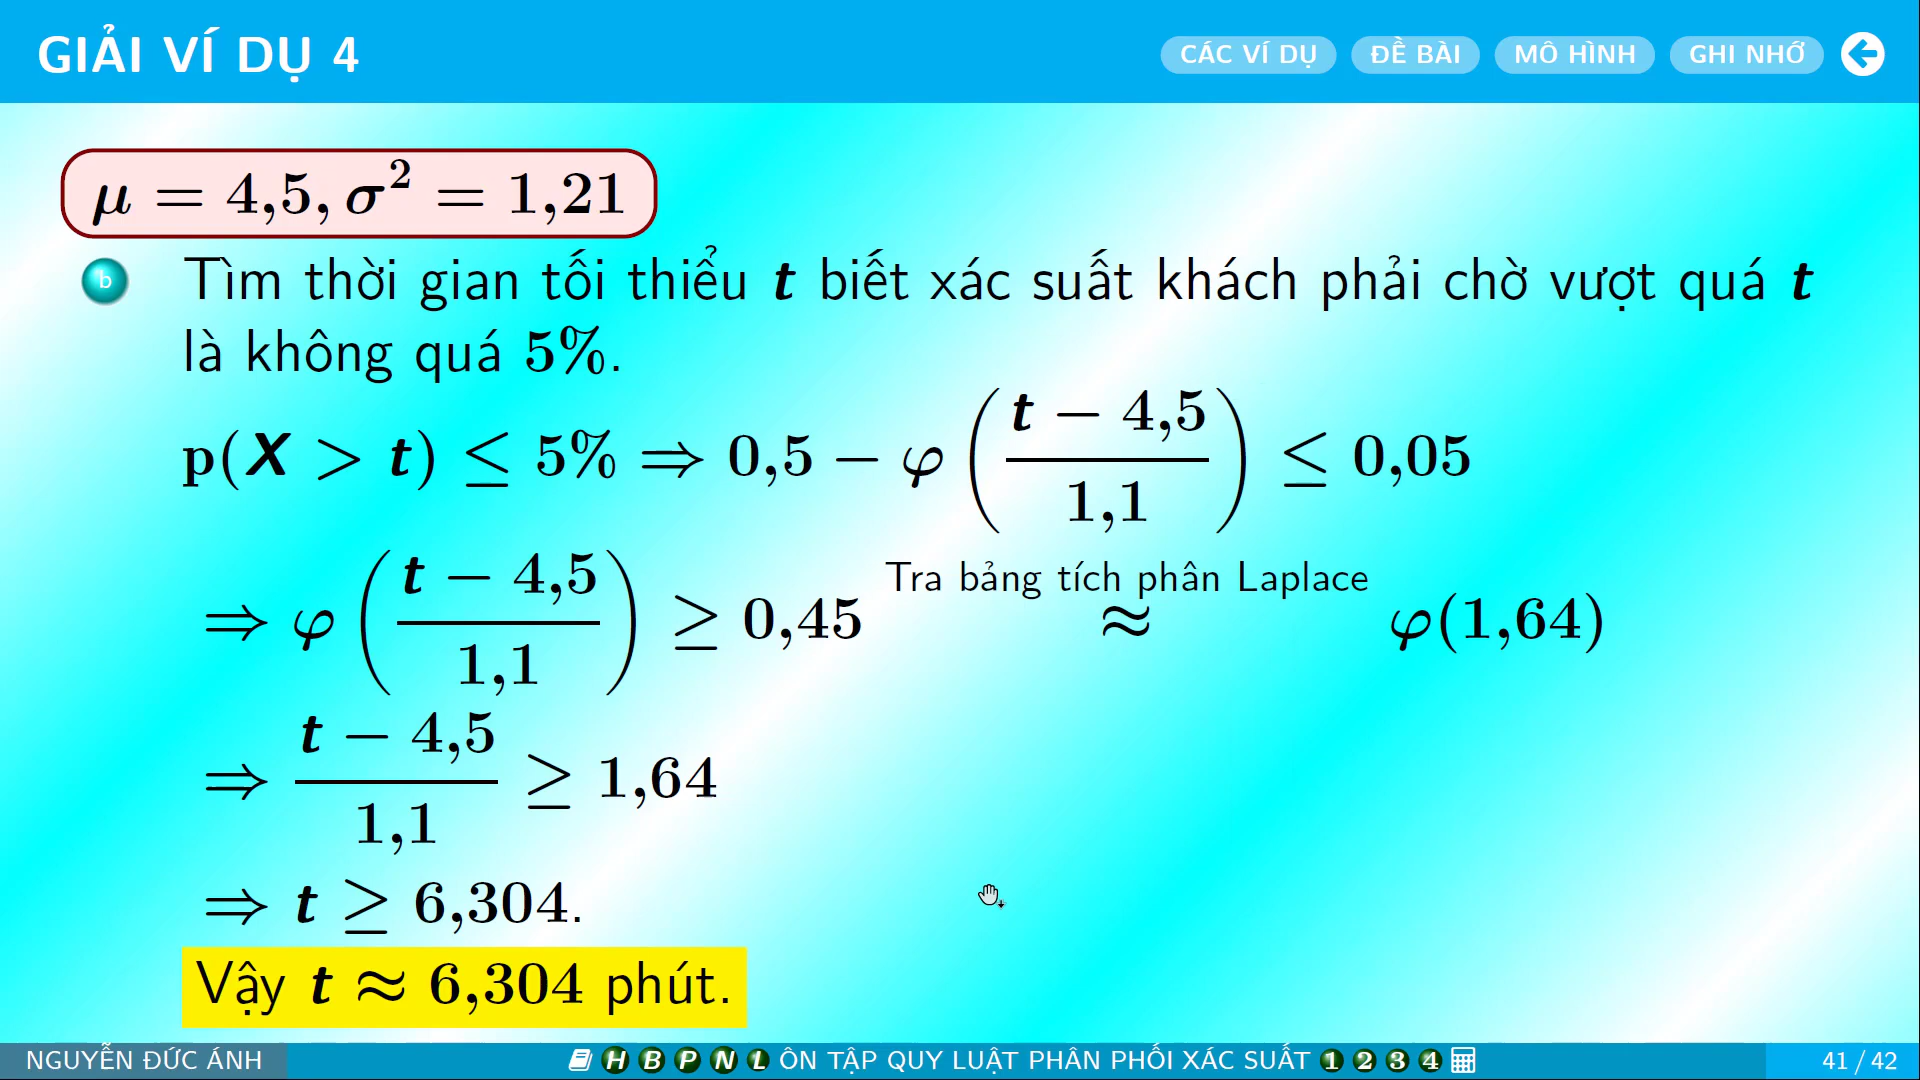 GIẢI VÍ DỤ 4
CÁC VÍ DỤ ĐỀ BÀI MÔ HÌNH GHI NHỚ
μ = 4,5, σ² = 1,21
b Tìm thời gian tối thiểu t biết xác suất khách phải chờ vượt quá t
là không quá 5%.
p(X > t) ≤ 5% ⇒ 0,5 − φ((t − 4,5)/1,1) ≤ 0,05
⇒ φ((t − 4,5)/1,1) ≥ 0,45 Tra bảng tích phân Laplace ≈ φ(1,64)
⇒ (t − 4,5)/1,1 ≥ 1,64
⇒ t ≥ 6,304.
Vậy t ≈ 6,304 phút.
NGUYỄN ĐỨC ÁNH H B P N L ÔN TẬP QUY LUẬT PHÂN PHỐI XÁC SUẤT 1 2 3 4 41 / 42